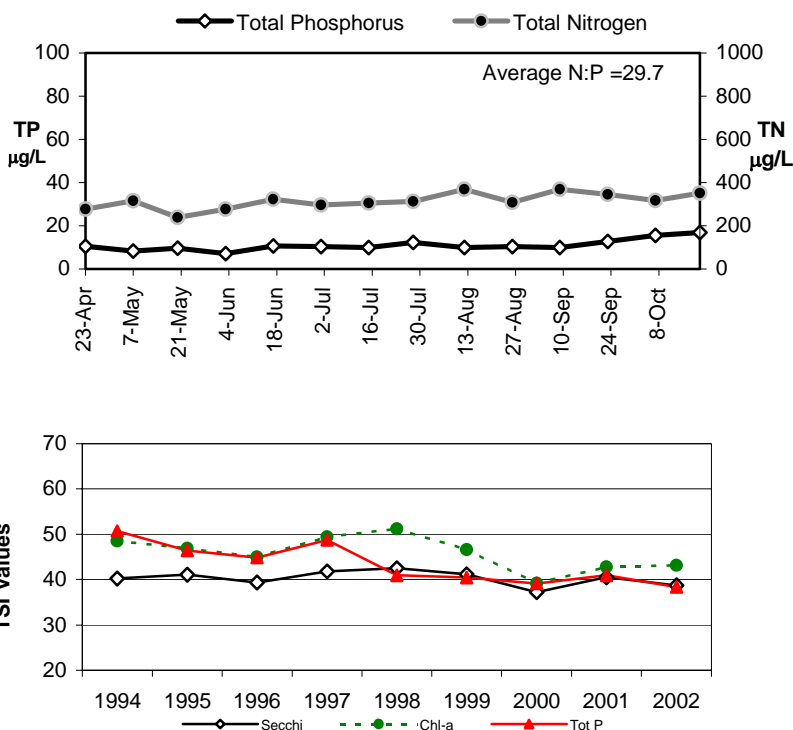 Total Phosphorus Total Nitrogen
100 1000
Average N:P =29.7
80 800
TP TN
µg/L µg/L
60 600
40 400
20 200
0 0
23-Apr 7-May 21-May 4-Jun 18-Jun 2-Jul 16-Jul 30-Jul 13-Aug 27-Aug 10-Sep 24-Sep 8-Oct
70
60
50
40
30
20
TSI Values
1994 1995 1996 1997 1998 1999 2000 2001 2002
Secchi Chl-a Tot P